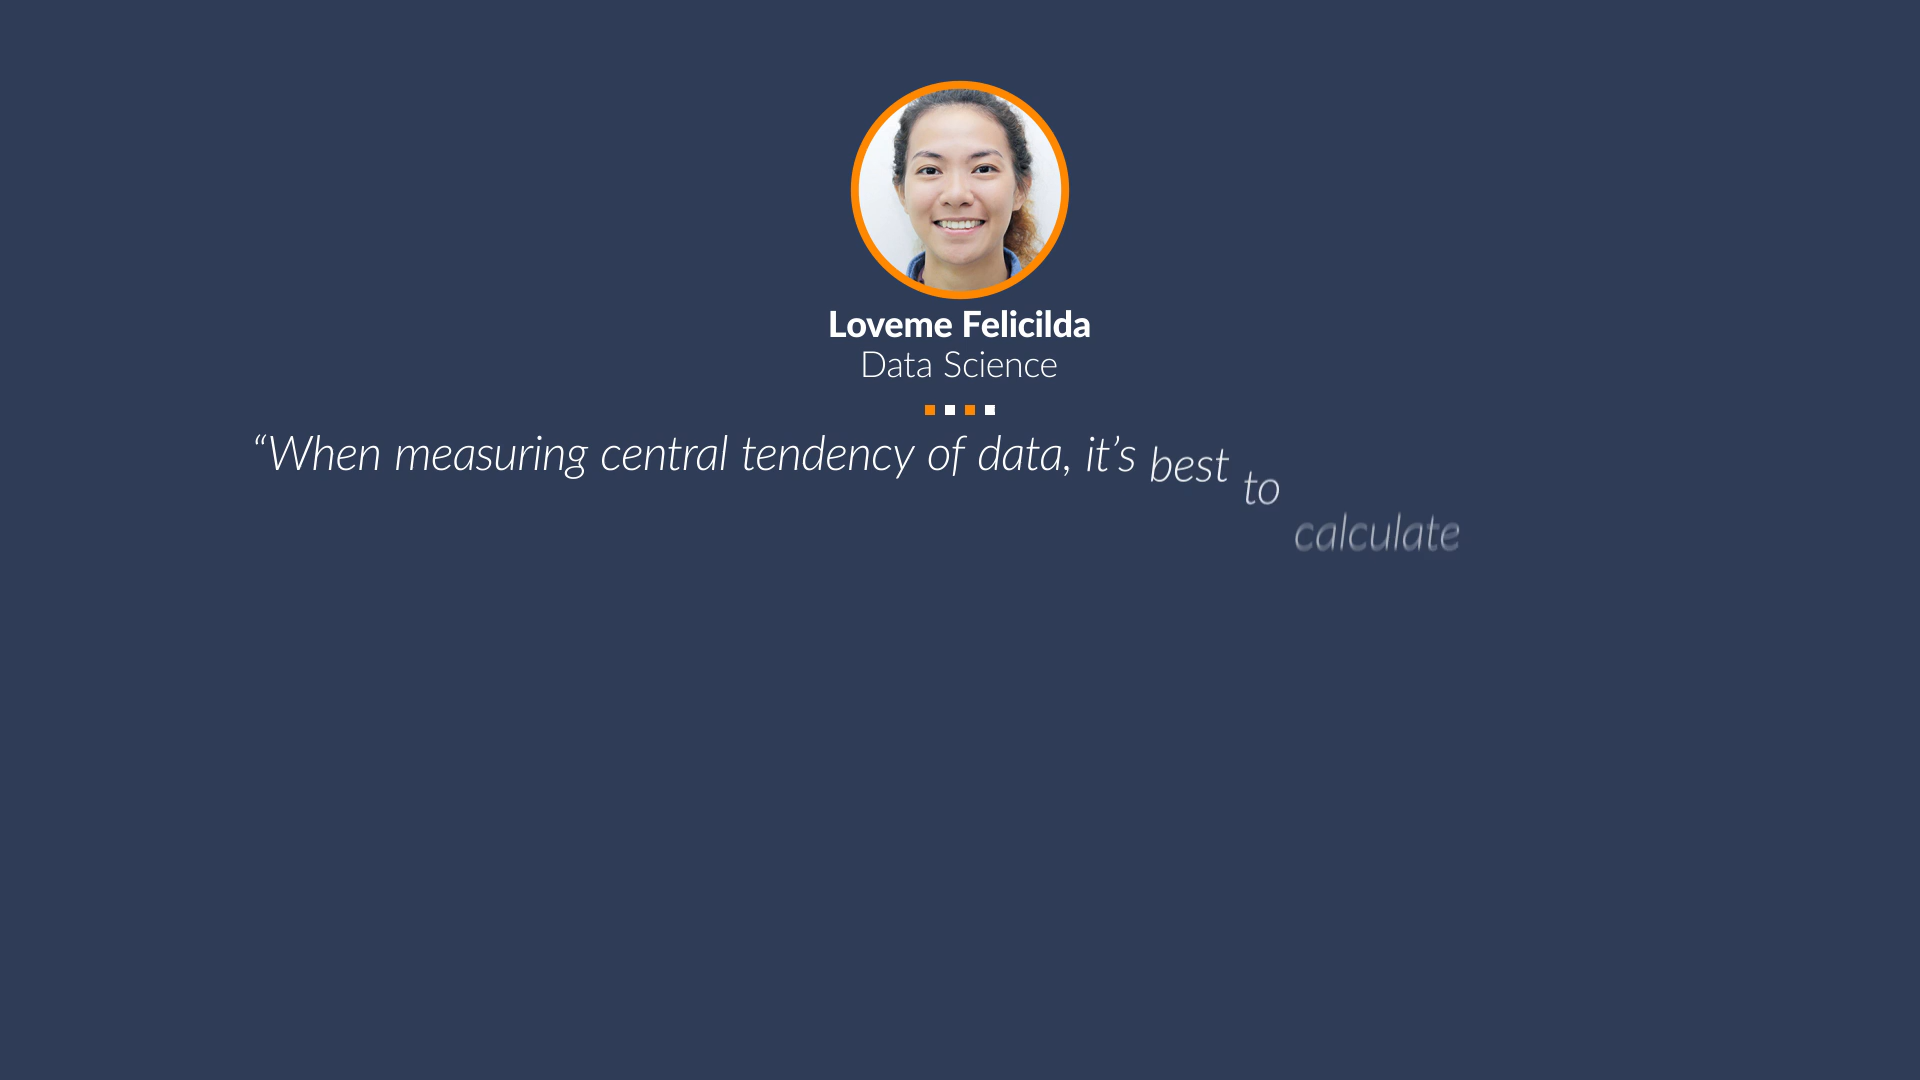 Loveme Felicilda
Data Science
“When measuring central tendency of data, it’s best to calculate